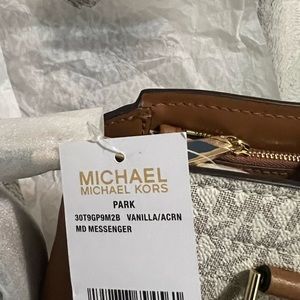 MICHAEL
MICHAEL KORS
PARK
30T9GP9M2B VANILLA/ACRN
MD MESSENGER